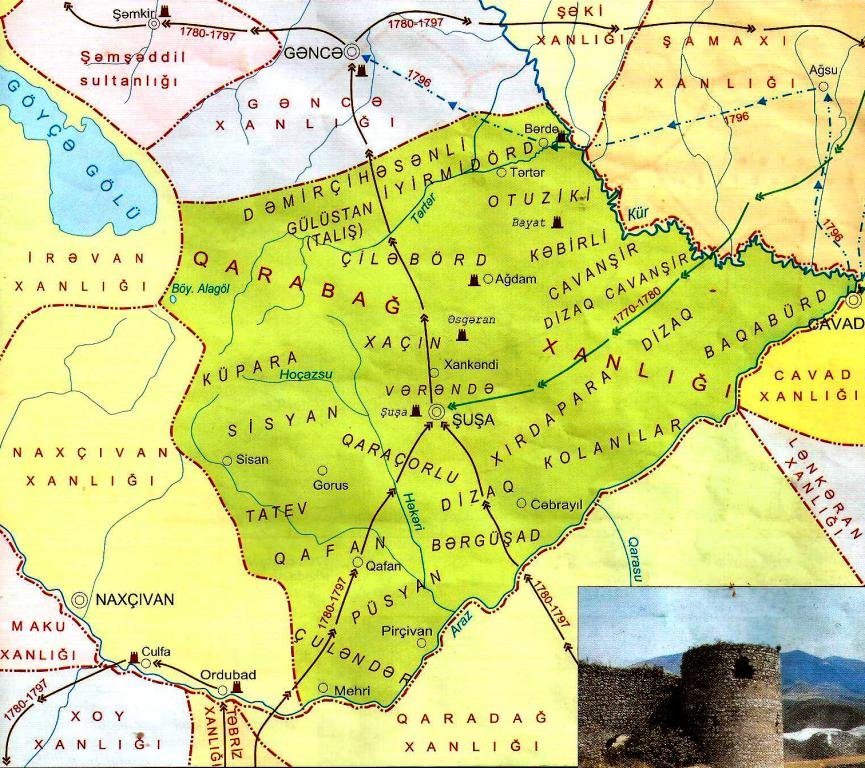 Şəmkir
1780-1797
1780-1797
GƏNCƏ
ŞƏKİ
XANLIĞI
ŞAMAXI
XANLIĞI
Ağsu
Şəmşəddil
sultanlığı
1796
GƏNCƏ
XANLIĞI
1796
1796
GÖYÇƏ GÖLÜ
Bərdə
Tərtər
DƏMİRÇİHƏSƏNLİ
İYİRMİDÖRD
OTUZİKİ
GÜLÜSTAN
(TALIŞ)
Tərtər
Bayat
Kür
KƏBİRLİ
İRƏVAN
XANLIĞI
QARABAĞ
XANLIĞI
ÇİLƏBÖRD
CAVANŞİR
DİZAQ CAVANŞİR
Ağdam
Böy. Alagöl
1770-1780
Əsgəran
DİZAQ
BAQABÜRD
CAVAD
XAÇIN
KÜPARA
Hoçazsu
Xankəndi
VƏRƏNDƏ
XIRDAPARA
CAVAD
XANLIĞI
Şuşa
ŞUŞA
SİSYAN
QARAÇORLU
KOLANILAR
NAXÇIVAN
XANLIĞI
Sisan
Gorus
LƏNKƏRAN
XANLIĞI
TATEV
Həkəri
DİZAQ
Cəbrayıl
QAFAN
BƏRGÜŞAD
Qarasu
Qafan
PÜSYAN
1780-1797
1780-1797
NAXÇIVAN
ÇULƏNDƏR
Pirçivan
Araz
MAKU
XANLIĞI
Culfa
Ordubad
Mehri
1780-1797
XOY
XANLIĞI
TƏBRİZ
XANLIĞI
QARADAĞ
XANLIĞI